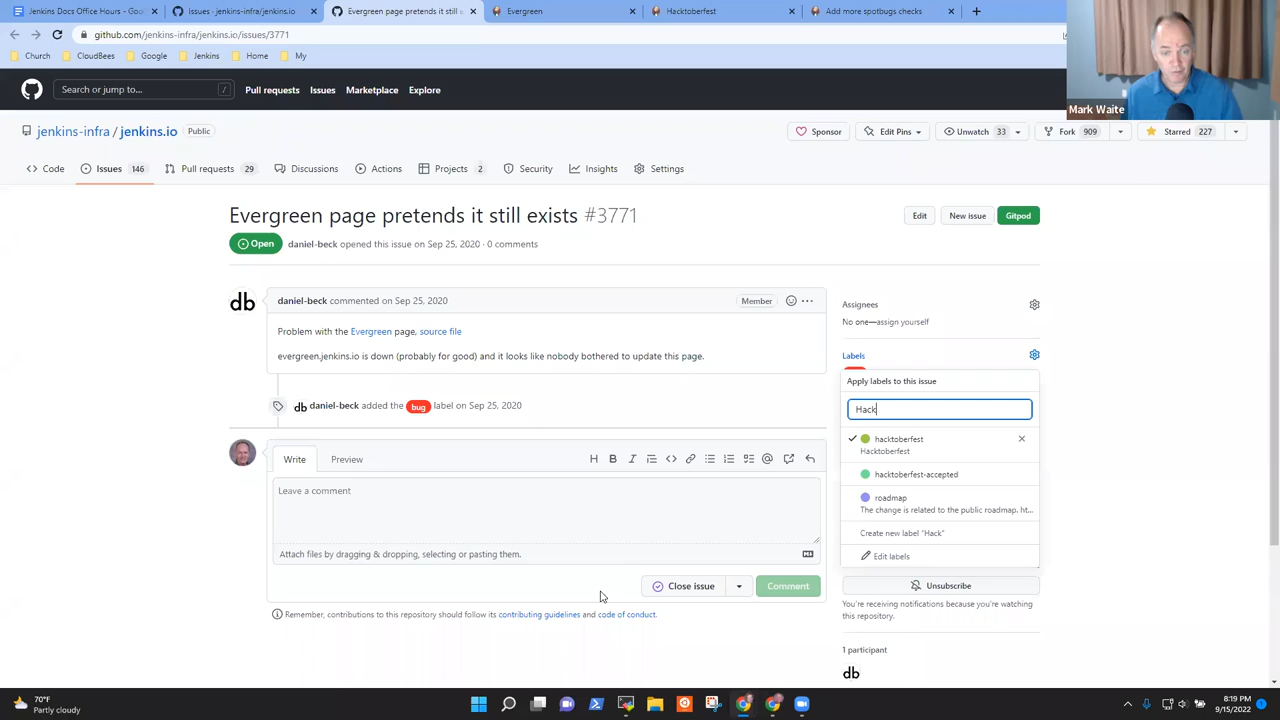 Jenkins Docs Office Hours - Goo
Issues · jenkins-infra/jenkins.io
Evergreen page pretends it still e
Evergreen
Hacktoberfest
Add more spotbugs checks
github.com/jenkins-infra/jenkins.io/issues/3771
Church
CloudBees
Google
Jenkins
Home
My
Mark Waite
Search or jump to...
/
Pull requests
Issues
Marketplace
Explore
jenkins-infra / jenkins.io
Public
Sponsor
Edit Pins
Unwatch 33
Fork 909
Starred 227
Code
Issues 146
Pull requests 29
Discussions
Actions
Projects 2
Security
Insights
Settings
Evergreen page pretends it still exists #3771
Edit
New issue
Gitpod
Open
daniel-beck opened this issue on Sep 25, 2020 · 0 comments
db
daniel-beck commented on Sep 25, 2020
Member
Problem with the Evergreen page, source file
evergreen.jenkins.io is down (probably for good) and it looks like nobody bothered to update this page.
db daniel-beck added the bug label on Sep 25, 2020
Write
Preview
Leave a comment
Attach files by dragging & dropping, selecting or pasting them.
Close issue
Comment
Remember, contributions to this repository should follow its contributing guidelines and code of conduct.
Assignees
No one—assign yourself
Labels
Apply labels to this issue
Hack
hacktoberfest
Hacktoberfest
hacktoberfest-accepted
roadmap
The change is related to the public roadmap. ht...
Create new label "Hack"
Edit labels
Unsubscribe
You're receiving notifications because you're watching
this repository.
1 participant
db
70°F
Partly cloudy
8:19 PM
9/15/2022